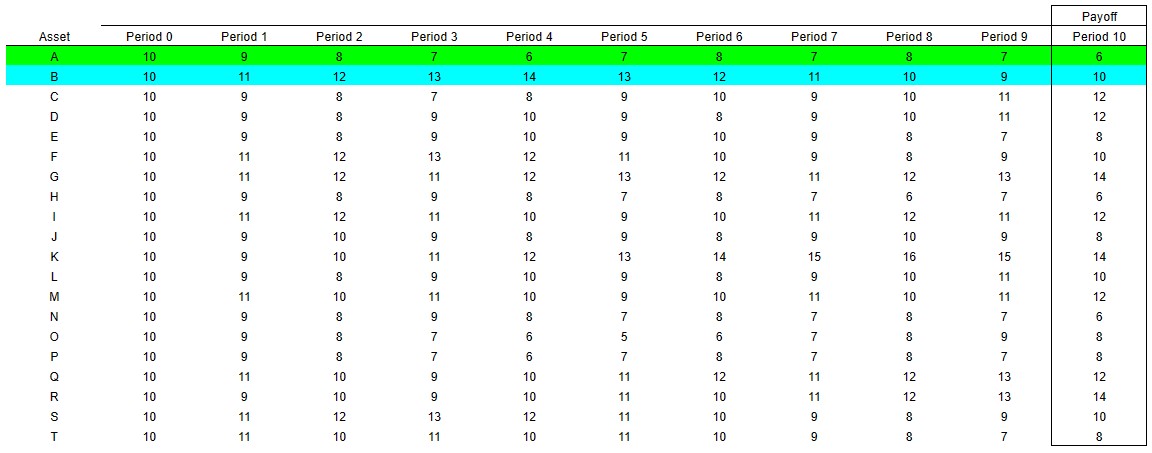 Payoff
Asset Period 0 Period 1 Period 2 Period 3 Period 4 Period 5 Period 6 Period 7 Period 8 Period 9 Period 10
A 10 9 8 7 6 7 8 7 8 7 6
B 10 11 12 13 14 13 12 11 10 9 10
C 10 9 8 7 8 9 10 9 10 11 12
D 10 9 8 9 10 9 8 9 10 11 12
E 10 9 8 9 10 9 10 9 8 7 8
F 10 11 12 13 12 11 10 9 8 9 10
G 10 11 12 11 12 13 12 11 12 13 14
H 10 9 8 9 8 7 8 7 6 7 6
I 10 11 12 11 10 9 10 11 12 11 12
J 10 9 10 9 8 9 8 9 10 9 8
K 10 9 10 11 12 13 14 15 16 15 14
L 10 9 8 9 10 9 8 9 10 11 10
M 10 11 10 11 10 9 10 11 10 11 12
N 10 9 8 9 8 7 8 7 8 7 6
O 10 9 8 7 6 5 6 7 8 9 8
P 10 9 8 7 6 7 8 7 8 7 8
Q 10 11 10 9 10 11 12 11 12 13 12
R 10 9 10 9 10 11 10 11 12 13 14
S 10 11 12 13 12 11 10 9 8 9 10
T 10 11 10 11 10 11 10 9 8 7 8